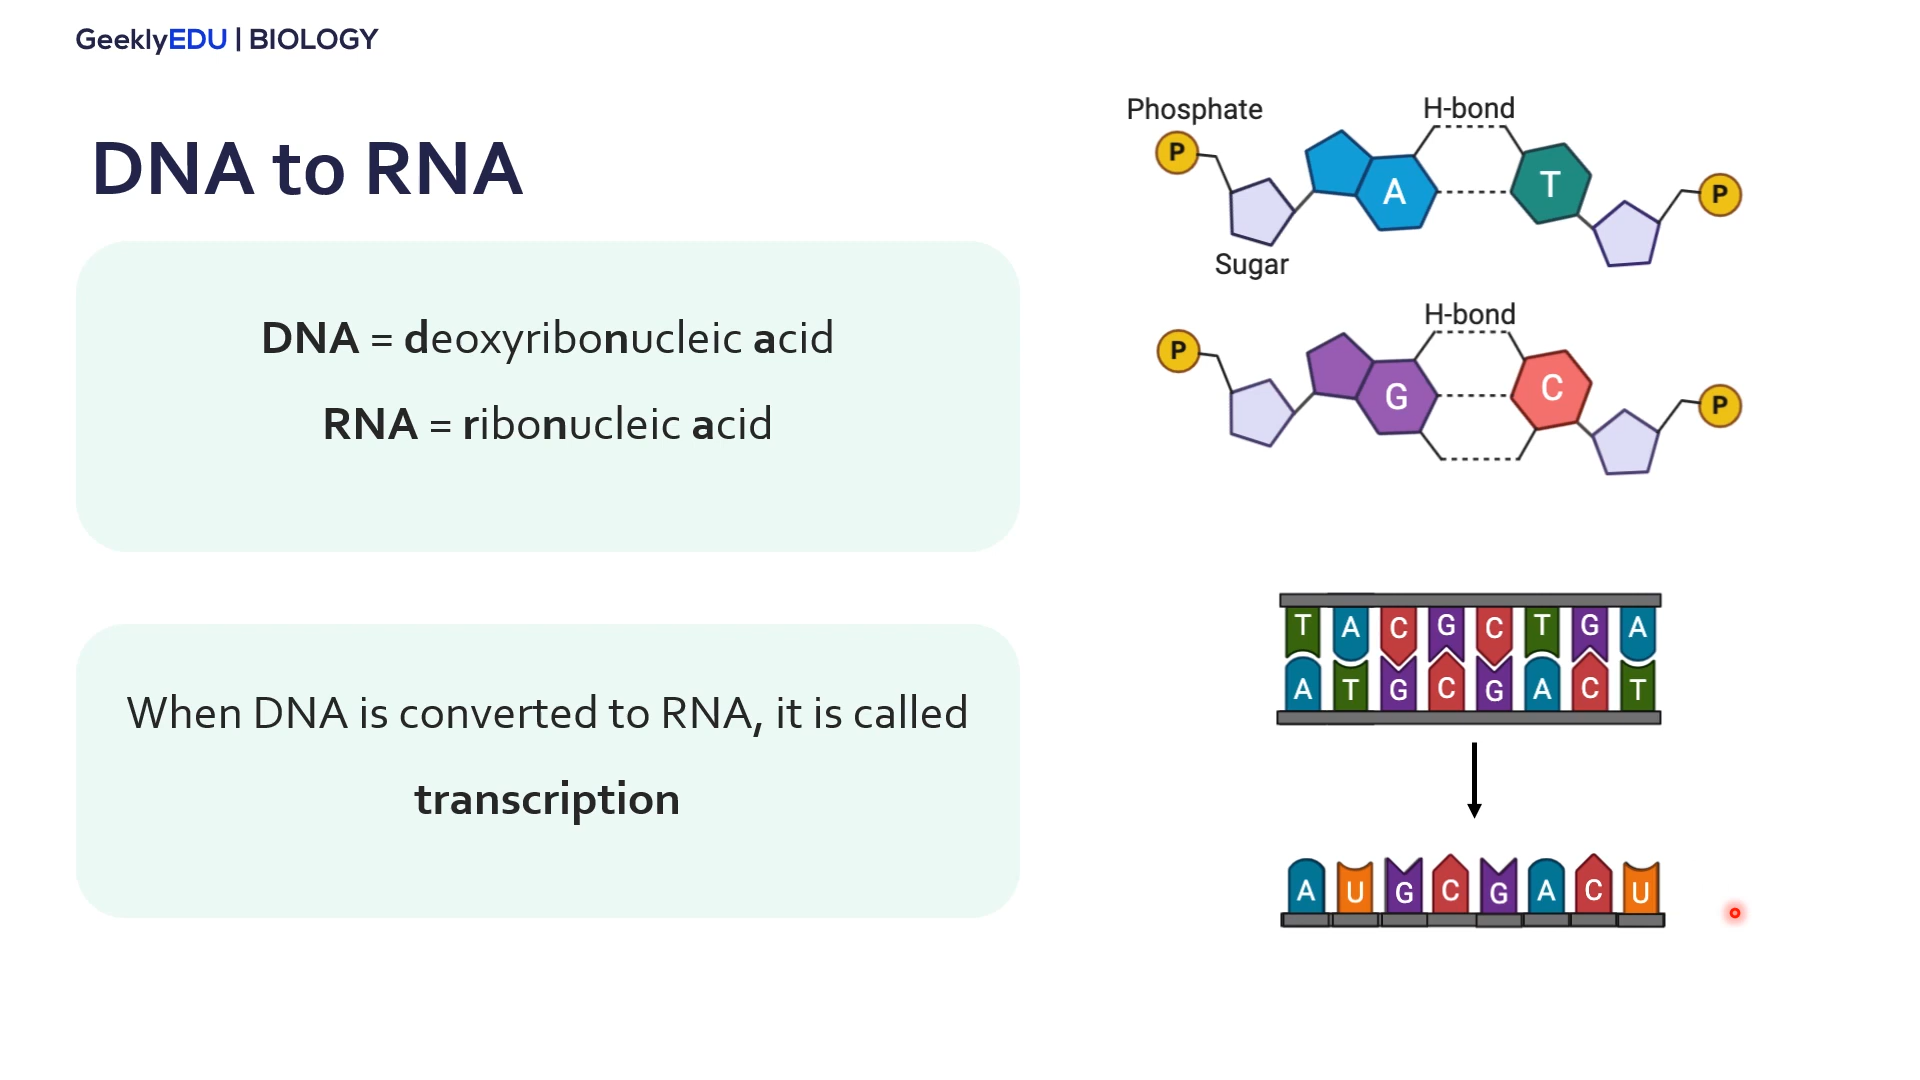 GeeklyEDU | BIOLOGY
DNA to RNA
DNA = deoxyribonucleic acid
RNA = ribonucleic acid
When DNA is converted to RNA, it is called
transcription
Phosphate
H-bond
P
A
T
P
Sugar
H-bond
P
G
C
P
T A C G C T G A
A T G C G A C T
A U G C G A C U